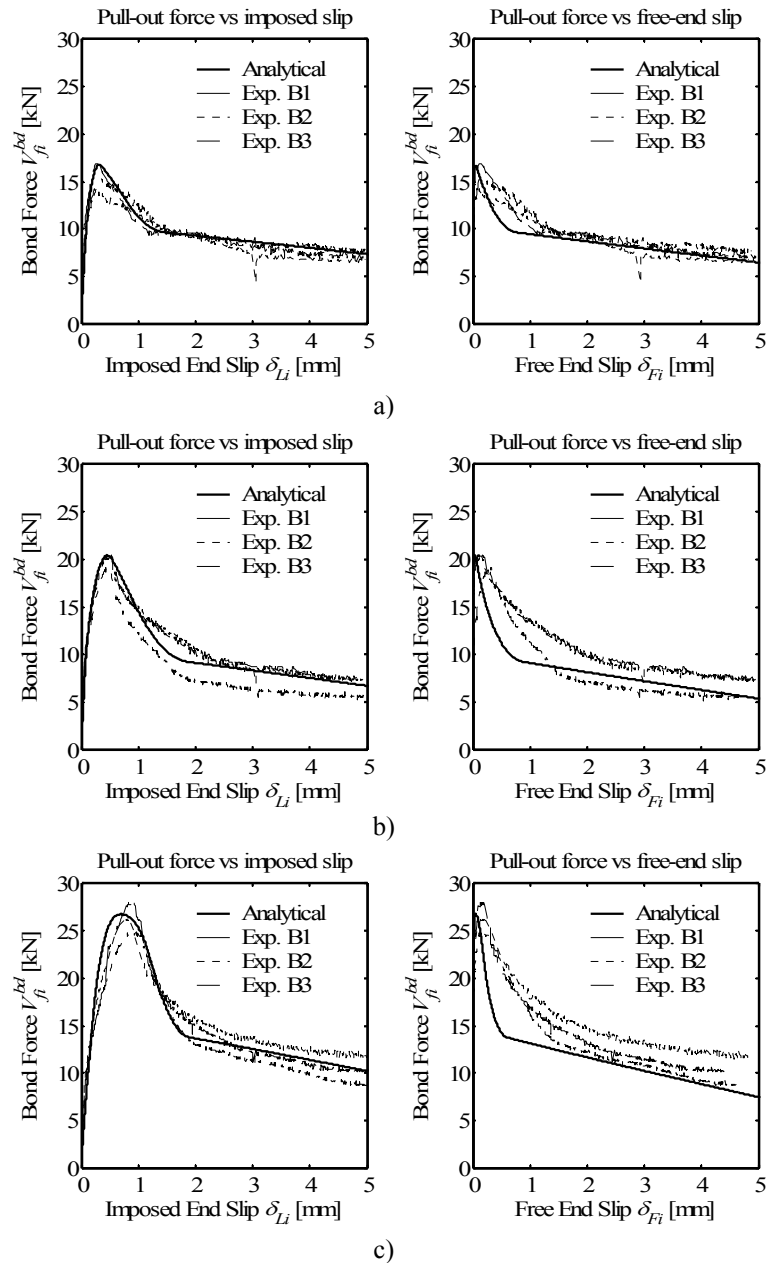 Pull-out force vs imposed slip
30
25
20
15
10
5
0
Bond Force V_fi^bd [kN]
Analytical
Exp. B1
Exp. B2
Exp. B3
0 1 2 3 4 5
Imposed End Slip δ_Li [mm]
Pull-out force vs free-end slip
30
25
20
15
10
5
0
Bond Force V_fi^bd [kN]
Analytical
Exp. B1
Exp. B2
Exp. B3
0 1 2 3 4 5
Free End Slip δ_Fi [mm]
a)
Pull-out force vs imposed slip
30
25
20
15
10
5
0
Bond Force V_fi^bd [kN]
Analytical
Exp. B1
Exp. B2
Exp. B3
0 1 2 3 4 5
Imposed End Slip δ_Li [mm]
Pull-out force vs free-end slip
30
25
20
15
10
5
0
Bond Force V_fi^bd [kN]
Analytical
Exp. B1
Exp. B2
Exp. B3
0 1 2 3 4 5
Free End Slip δ_Fi [mm]
b)
Pull-out force vs imposed slip
30
25
20
15
10
5
0
Bond Force V_fi^bd [kN]
Analytical
Exp. B1
Exp. B2
Exp. B3
0 1 2 3 4 5
Imposed End Slip δ_Li [mm]
Pull-out force vs free-end slip
30
25
20
15
10
5
0
Bond Force V_fi^bd [kN]
Analytical
Exp. B1
Exp. B2
Exp. B3
0 1 2 3 4 5
Free End Slip δ_Fi [mm]
c)